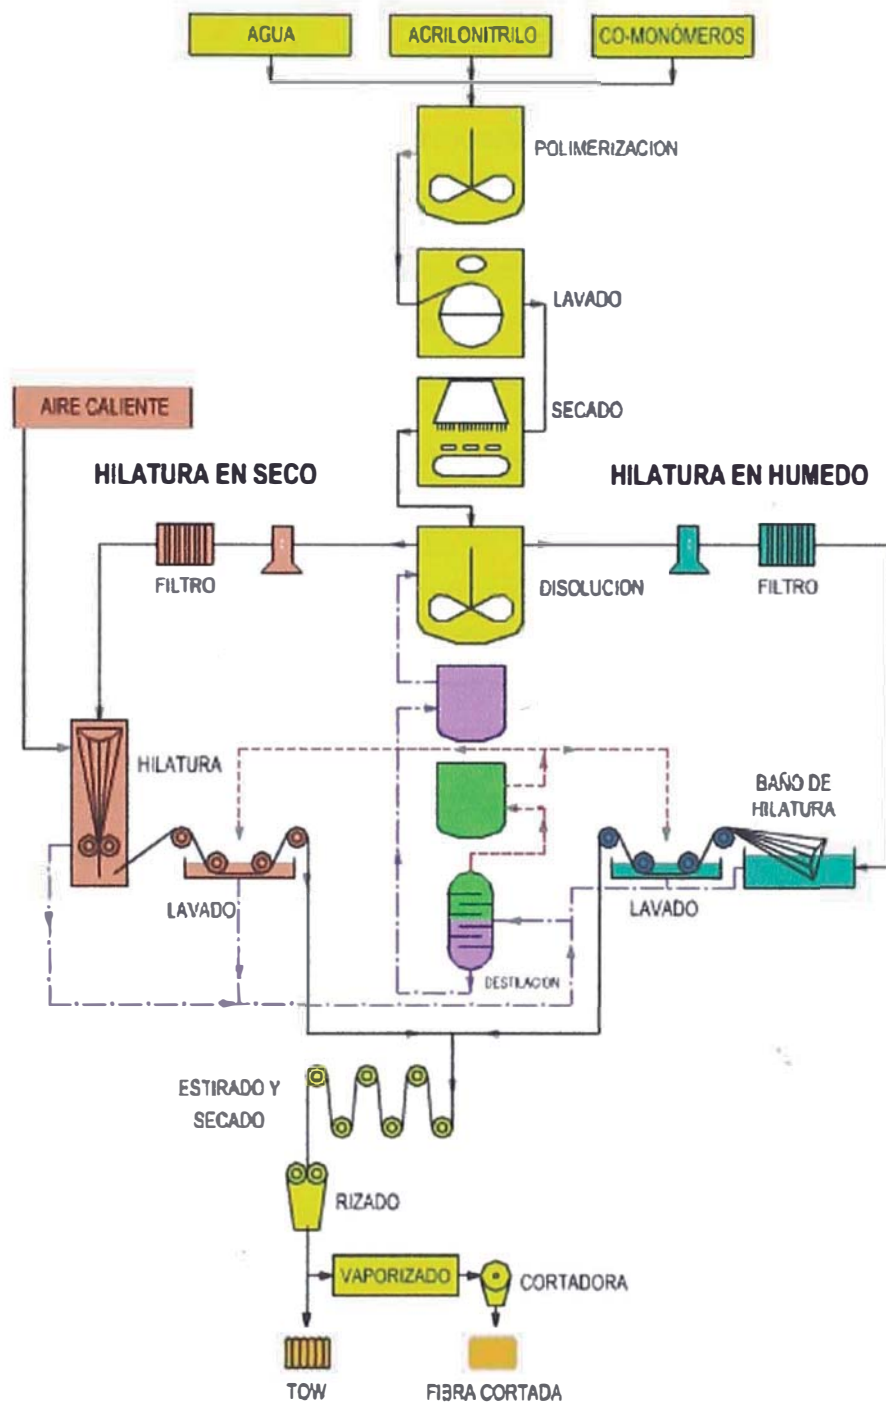 AGUA
ACRILONITRILO
CO-MONÓMEROS
POLIMERIZACION
LAVADO
SECADO
AIRE CALIENTE
HILATURA EN SECO
HILATURA EN HUMEDO
FILTRO
DISOLUCION
FILTRO
HILATURA
BAÑO DE
HILATURA
LAVADO
LAVADO
DESTILACION
ESTIRADO Y
SECADO
RIZADO
VAPORIZADO
CORTADORA
TOW
FIBRA CORTADA